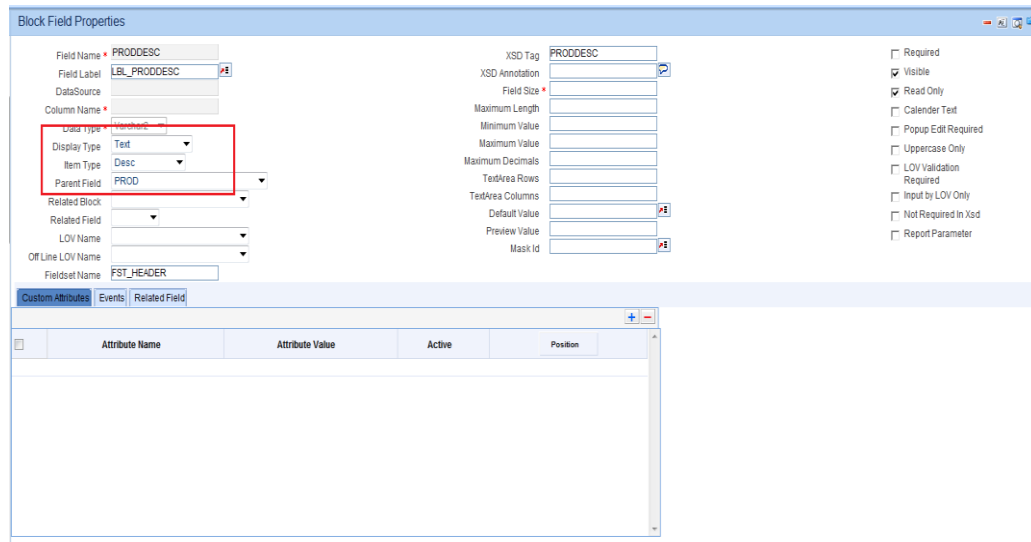 Block Field Properties
Field Name * PRODDESC
Field Label LBL_PRODDESC
DataSource
Column Name *
Data Type * Varchar2
Display Type Text
Item Type Desc
Parent Field PROD
Related Block
Related Field
LOV Name
Off Line LOV Name
Fieldset Name FST_HEADER
XSD Tag PRODDESC
XSD Annotation
Field Size *
Maximum Length
Minimum Value
Maximum Value
Maximum Decimals
TextArea Rows
TextArea Columns
Default Value
Preview Value
Mask Id
Required
Visible
Read Only
Calender Text
Popup Edit Required
Uppercase Only
LOV Validation
Required
Input by LOV Only
Not Required In Xsd
Report Parameter
Custom Attributes Events Related Field
Attribute Name Attribute Value Active Position